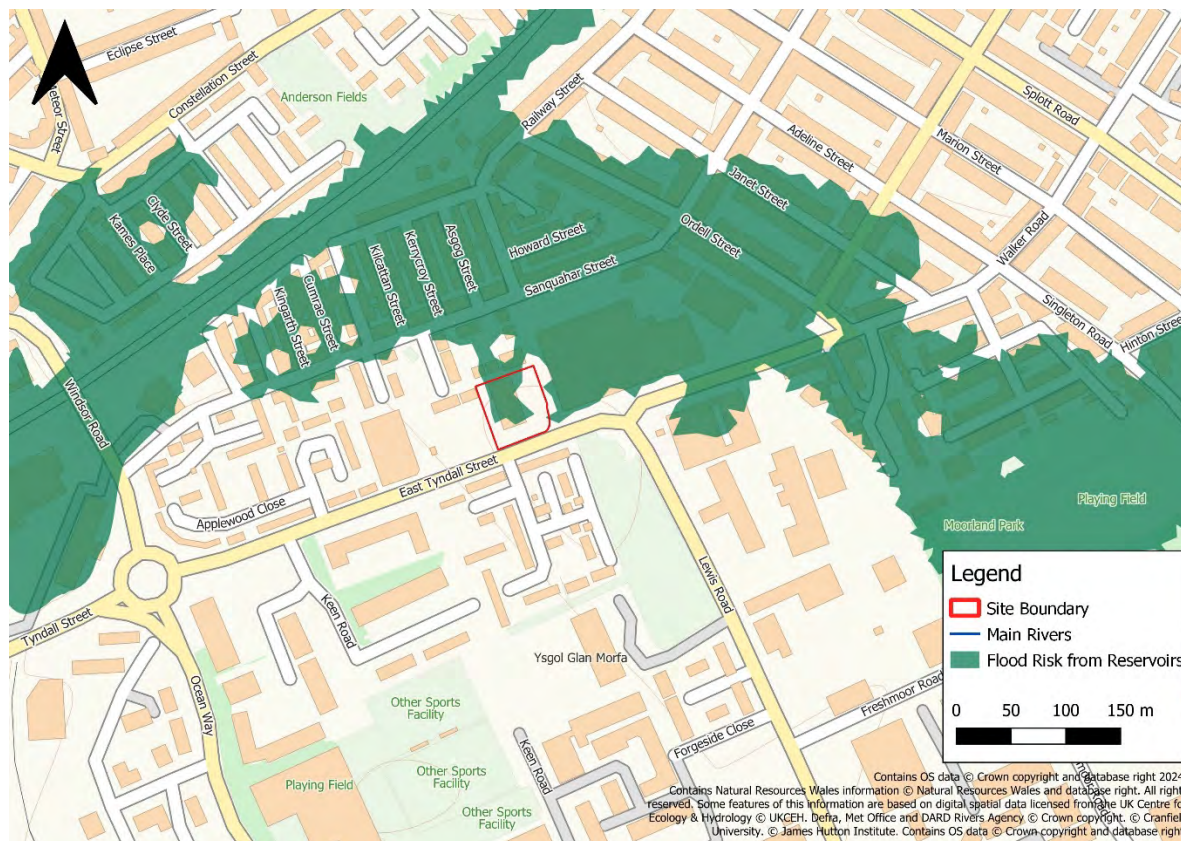 Eclipse Street
Constellation Street
Meteor Street
Anderson Fields
Railway Street
Splott Road
Marion Street
Adeline Street
Janet Street
Ordell Street
Walker Road
Singleton Road
Hinton Street
Clyde Street
Kames Place
Howard Street
Sanquahar Street
Asgog Street
Kerrycroy Street
Kilcattan Street
Cumrae Street
Kingarth Street
Windsor Road
East Tyndall Street
Applewood Close
Tyndall Street
Keen Road
Lewis Road
Ocean Way
Ysgol Glan Morfa
Other Sports
Facility
Playing Field
Other Sports
Facility
Other Sports
Facility
Keen Road
Forgeside Close
Freshmoor Road
Playing Field
Moorland Park
Legend
Site Boundary
Main Rivers
Flood Risk from Reservoirs
0 50 100 150 m
Contains OS data © Crown copyright and database right 2024
Contains Natural Resources Wales information © Natural Resources Wales and database right. All right
reserved. Some features of this information are based on digital spatial data licensed from the UK Centre fo
Ecology & Hydrology © UKCEH. Defra, Met Office and DARD Rivers Agency © Crown copyright. © Cranfiel
University. © James Hutton Institute. Contains OS data © Crown copyright and database right